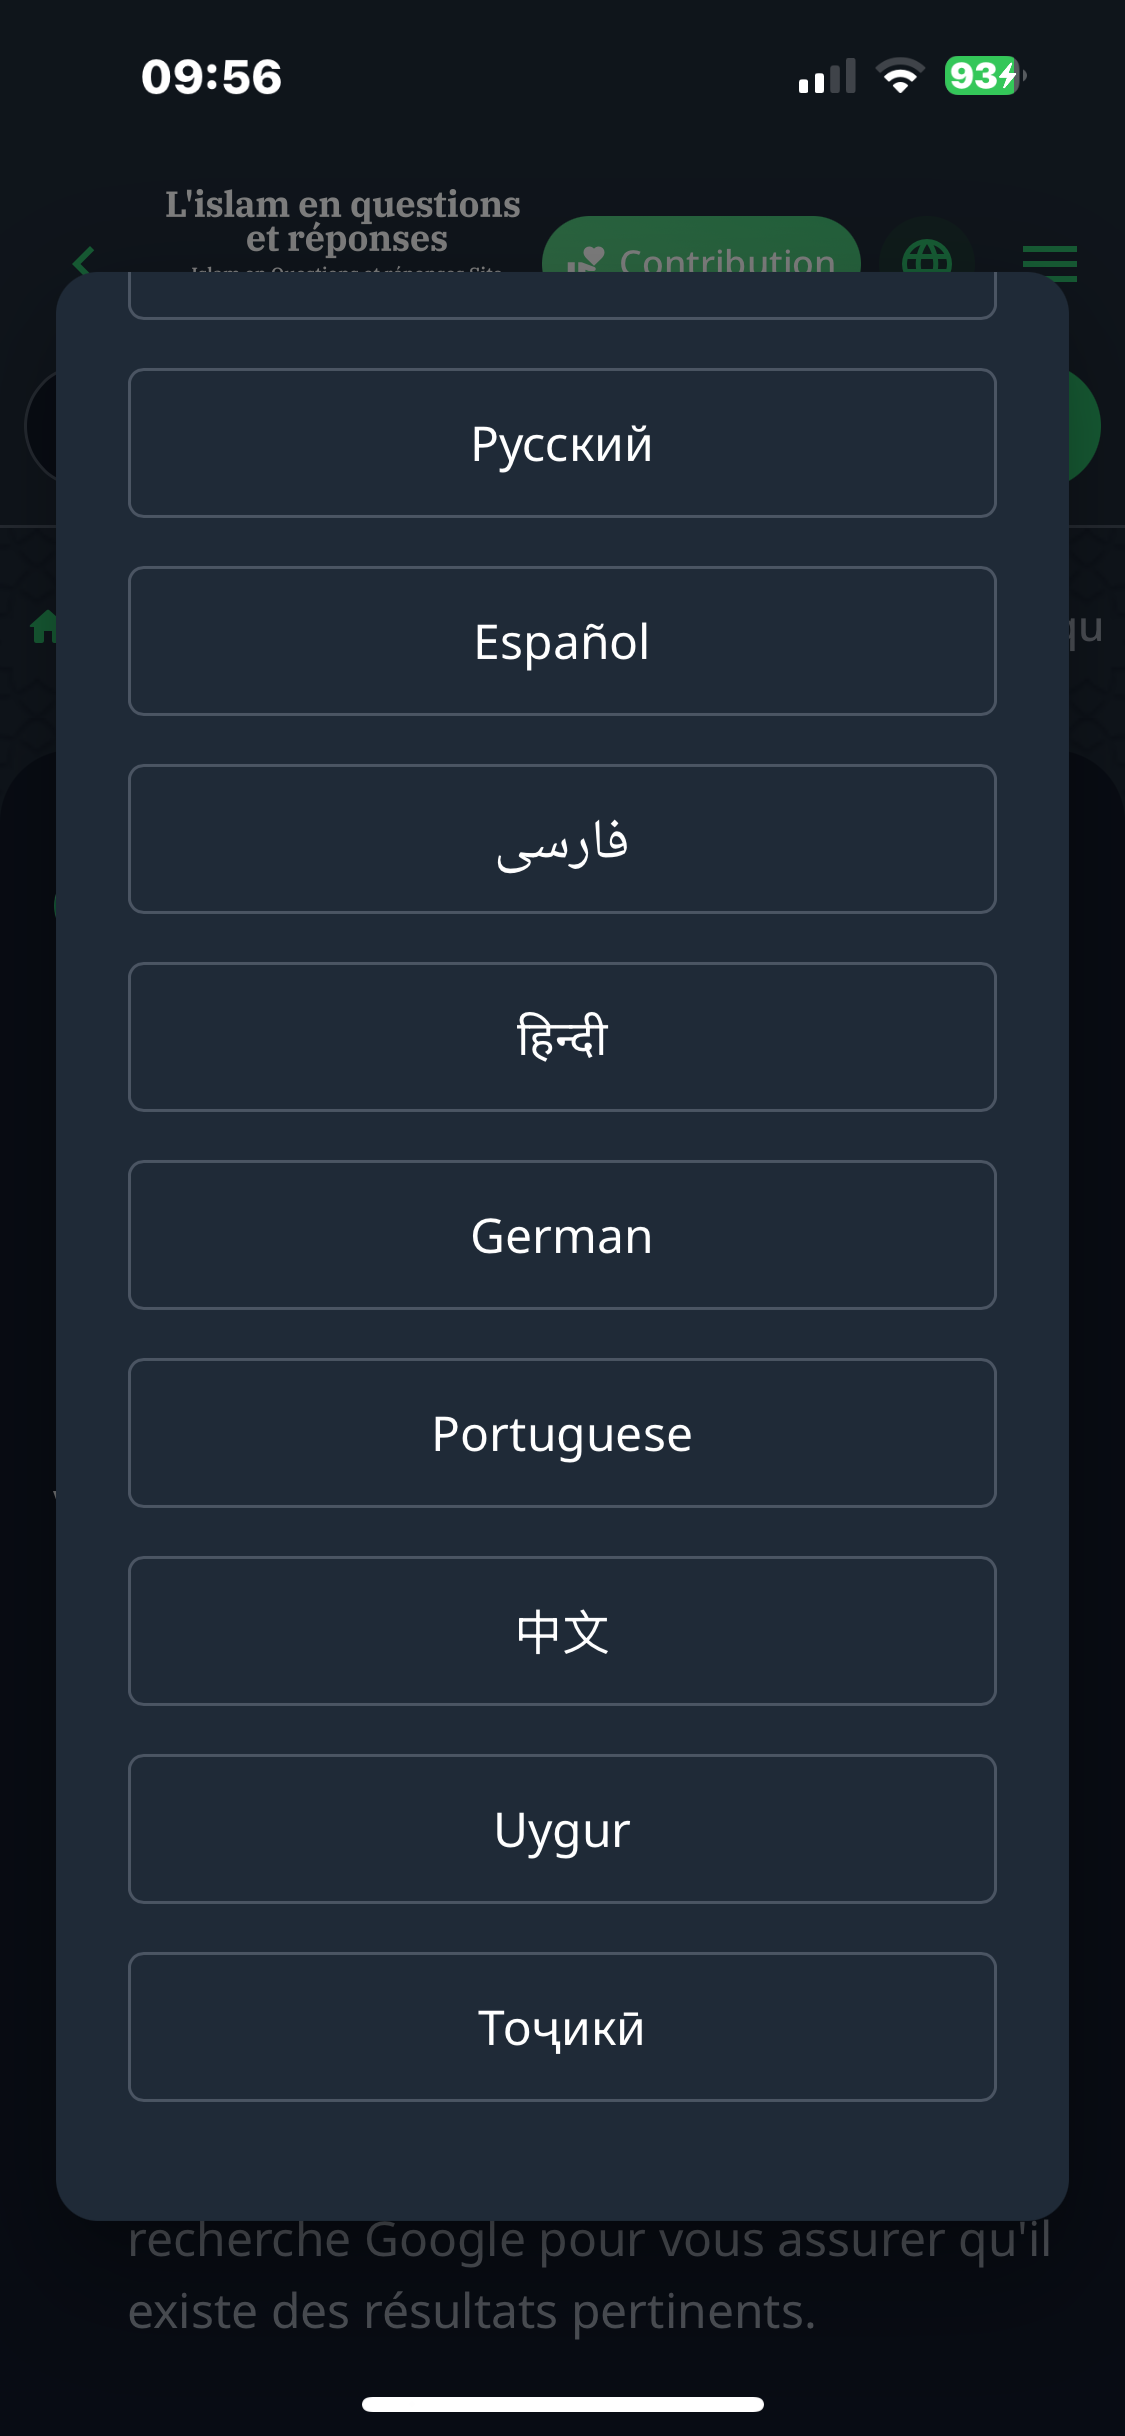 09:56
93
L'islam en questions
et réponses
Contribution
Русский
Español
qu
فارسی
हिन्दी
German
Portuguese
中文
Uygur
Тоҷикӣ
recherche Google pour vous assurer qu'il
existe des résultats pertinents.